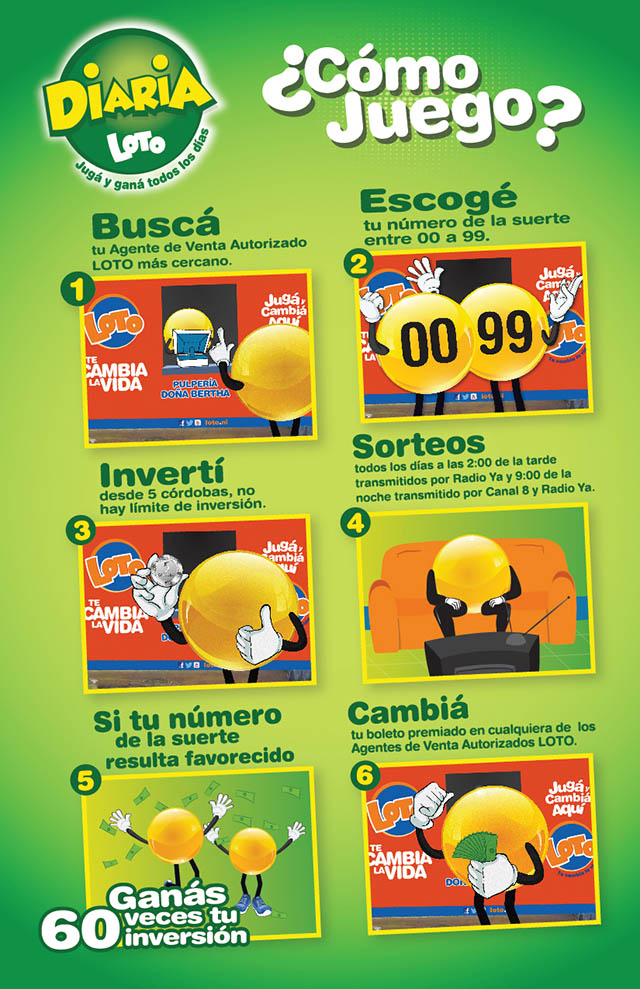 DIARIA
LOTO
Jugá y ganá todos los días
¿Cómo
Juego?
Buscá
tu Agente de Venta Autorizado
LOTO más cercano.
1
LOTO
Jugá y
Cambiá
Aquí
TE
CAMBIA
LA VIDA
PULPERÍA
DOÑA BERTHA
loto.ni
Escogé
tu número de la suerte
entre 00 a 99.
2
Jugá y
00
99
loto.ni
Invertí
desde 5 córdobas, no
hay límite de inversión.
3
LOTO
Jugá y
Cambiá
Aquí
TE
CAMBIA
LA VIDA
Sorteos
todos los días a las 2:00 de la tarde
transmitidos por Radio Ya y 9:00 de la
noche transmitido por Canal 8 y Radio Ya.
4
Si tu número
de la suerte
resulta favorecido
5
Ganás
60 veces tu
inversión
Cambiá
tu boleto premiado en cualquiera de los
Agentes de Venta Autorizados LOTO.
6
LOTO
Jugá y
Cambiá
Aquí
TE
CAMBIA
LA VIDA
LOTO